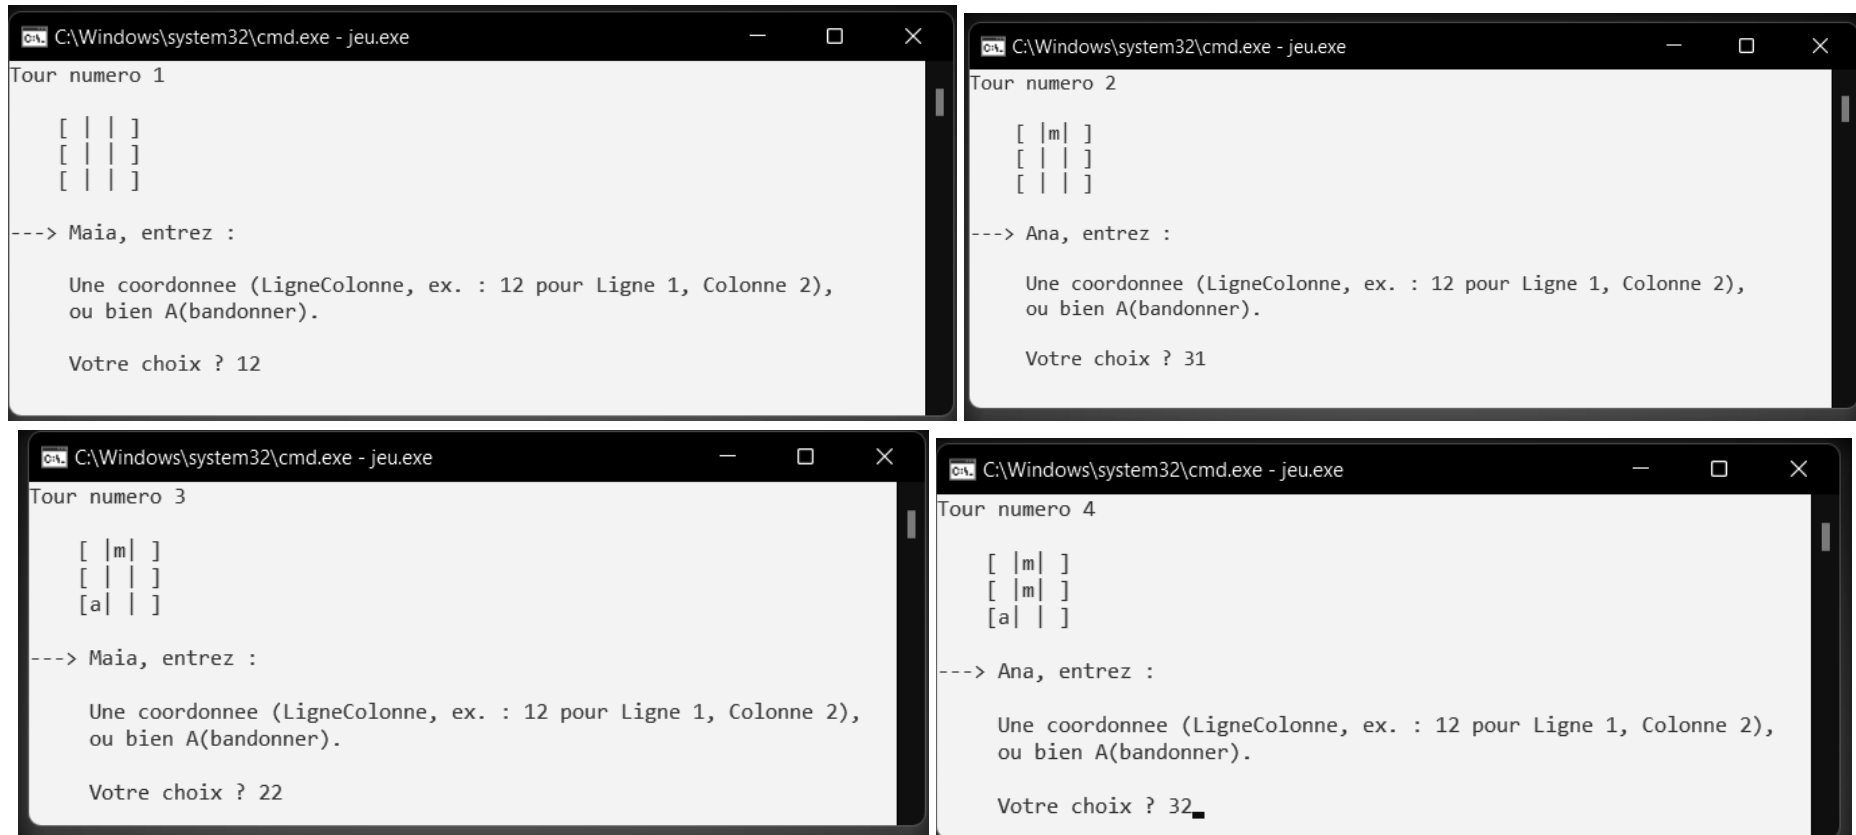 C:\Windows\system32\cmd.exe - jeu.exe
Tour numero 1
[ | | ]
[ | | ]
[ | | ]
---> Maia, entrez :
Une coordonnee (LigneColonne, ex. : 12 pour Ligne 1, Colonne 2),
ou bien A(bandonner).
Votre choix ? 12
C:\Windows\system32\cmd.exe - jeu.exe
Tour numero 2
[ |m| ]
[ | | ]
[ | | ]
---> Ana, entrez :
Une coordonnee (LigneColonne, ex. : 12 pour Ligne 1, Colonne 2),
ou bien A(bandonner).
Votre choix ? 31
C:\Windows\system32\cmd.exe - jeu.exe
Tour numero 3
[ |m| ]
[ | | ]
[a| | ]
---> Maia, entrez :
Une coordonnee (LigneColonne, ex. : 12 pour Ligne 1, Colonne 2),
ou bien A(bandonner).
Votre choix ? 22
C:\Windows\system32\cmd.exe - jeu.exe
Tour numero 4
[ |m| ]
[ |m| ]
[a| | ]
---> Ana, entrez :
Une coordonnee (LigneColonne, ex. : 12 pour Ligne 1, Colonne 2),
ou bien A(bandonner).
Votre choix ? 32